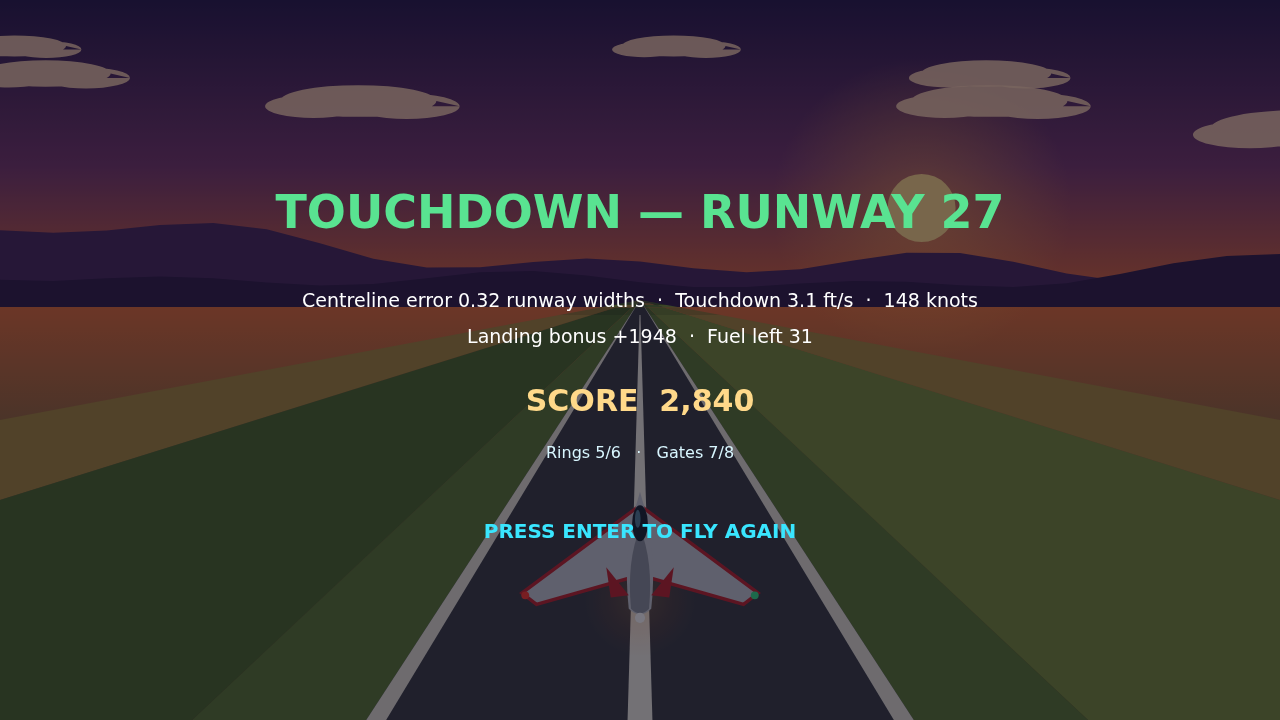 TOUCHDOWN — RUNWAY 27
Centreline error 0.32 runway widths · Touchdown 3.1 ft/s · 148 knots
Landing bonus +1948 · Fuel left 31
SCORE 2,840
Rings 5/6 · Gates 7/8
PRESS ENTER TO FLY AGAIN